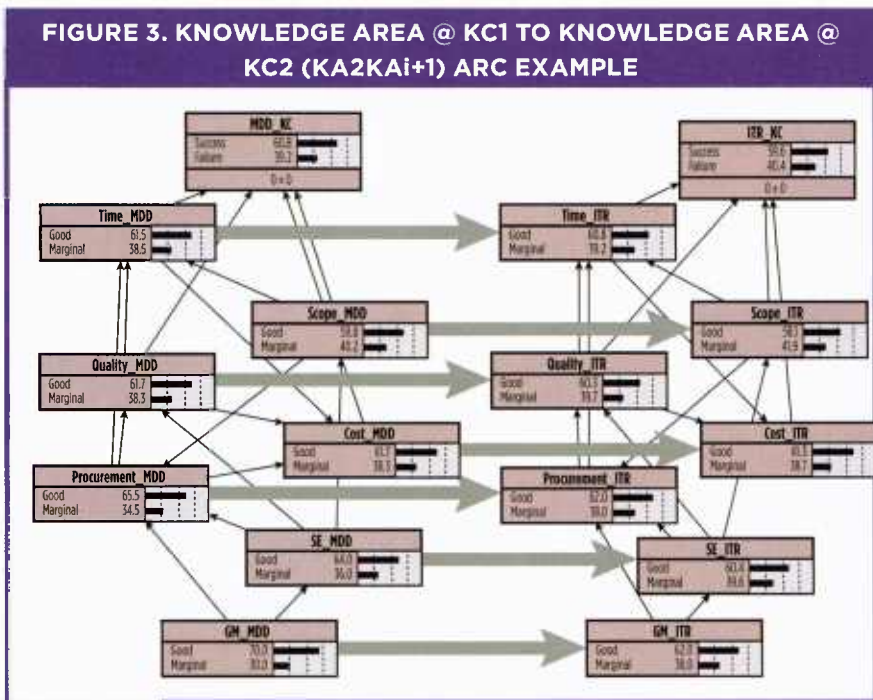 FIGURE 3. KNOWLEDGE AREA @ KC1 TO KNOWLEDGE AREA @
KC2 (KA2KAi+1) ARC EXAMPLE
MDD_KC
Success 60.8
Failure 39.2
0 ± 0
ITR_KC
Success 59.6
Failure 40.4
0 ± 0
Time_MDD
Good 61.5
Marginal 38.5
Time_ITR
Good 60.8
Marginal 39.2
Scope_MDD
Good 59.8
Marginal 40.2
Scope_ITR
Good 58.1
Marginal 41.9
Quality_MDD
Good 61.7
Marginal 38.3
Quality_ITR
Good 60.3
Marginal 39.7
Cost_MDD
Good 61.7
Marginal 38.3
Cost_ITR
Good 61.3
Marginal 38.7
Procurement_MDD
Good 65.5
Marginal 34.5
Procurement_ITR
Good 62.0
Marginal 38.0
SE_MDD
Good 64.0
Marginal 36.0
SE_ITR
Good 60.4
Marginal 39.6
GM_MDD
Good 70.0
Marginal 30.0
GM_ITR
Good 62.0
Marginal 38.0